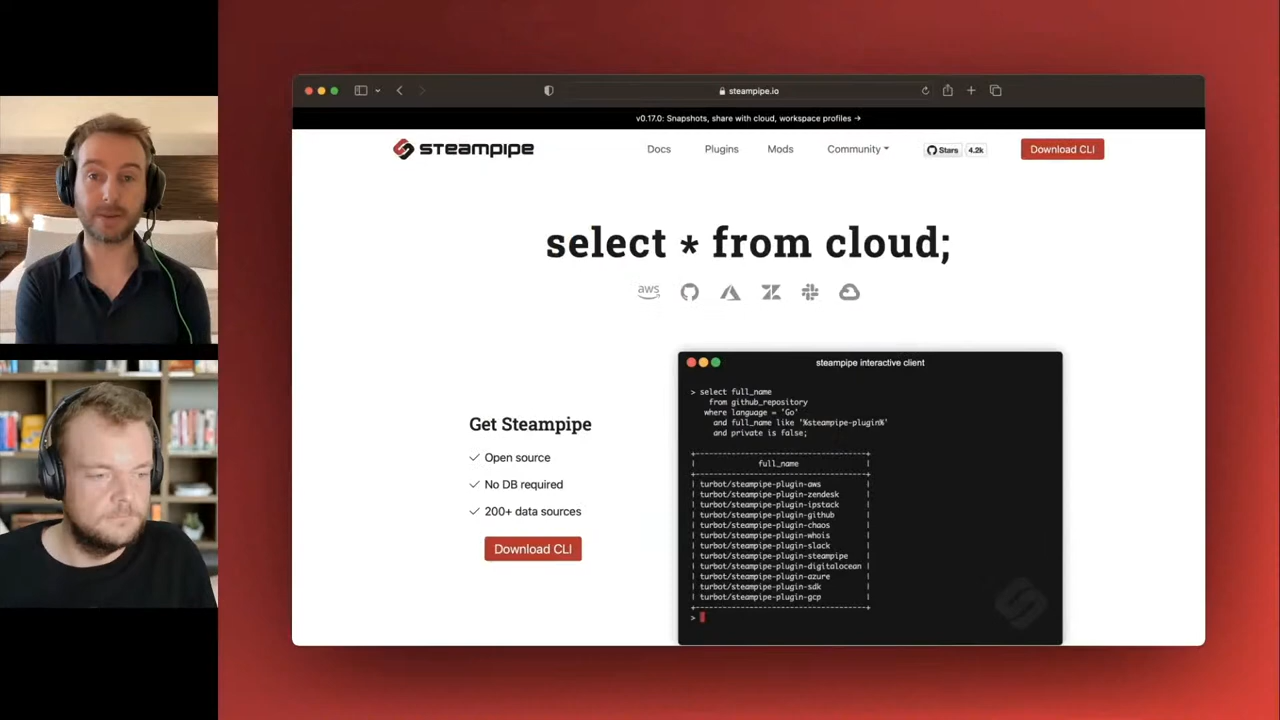 steampipe.io
v0.17.0: Snapshots, share with cloud, workspace profiles →
steampipe
Docs
Plugins
Mods
Community
Stars
4.2k
Download CLI
select * from cloud;
aws
Get Steampipe
✓ Open source
✓ No DB required
✓ 200+ data sources
Download CLI
steampipe interactive client
> select full_name
from github_repository
where language = 'Go'
and full_name like '%steampipe-plugin%'
and private is false;
+---------------------------------+
| full_name |
+---------------------------------+
| turbot/steampipe-plugin-aws |
| turbot/steampipe-plugin-zendesk |
| turbot/steampipe-plugin-ipstack |
| turbot/steampipe-plugin-github |
| turbot/steampipe-plugin-chaos |
| turbot/steampipe-plugin-whois |
| turbot/steampipe-plugin-slack |
| turbot/steampipe-plugin-steampipe |
| turbot/steampipe-plugin-digitalocean |
| turbot/steampipe-plugin-azure |
| turbot/steampipe-plugin-sdk |
| turbot/steampipe-plugin-gcp |
+---------------------------------+
>